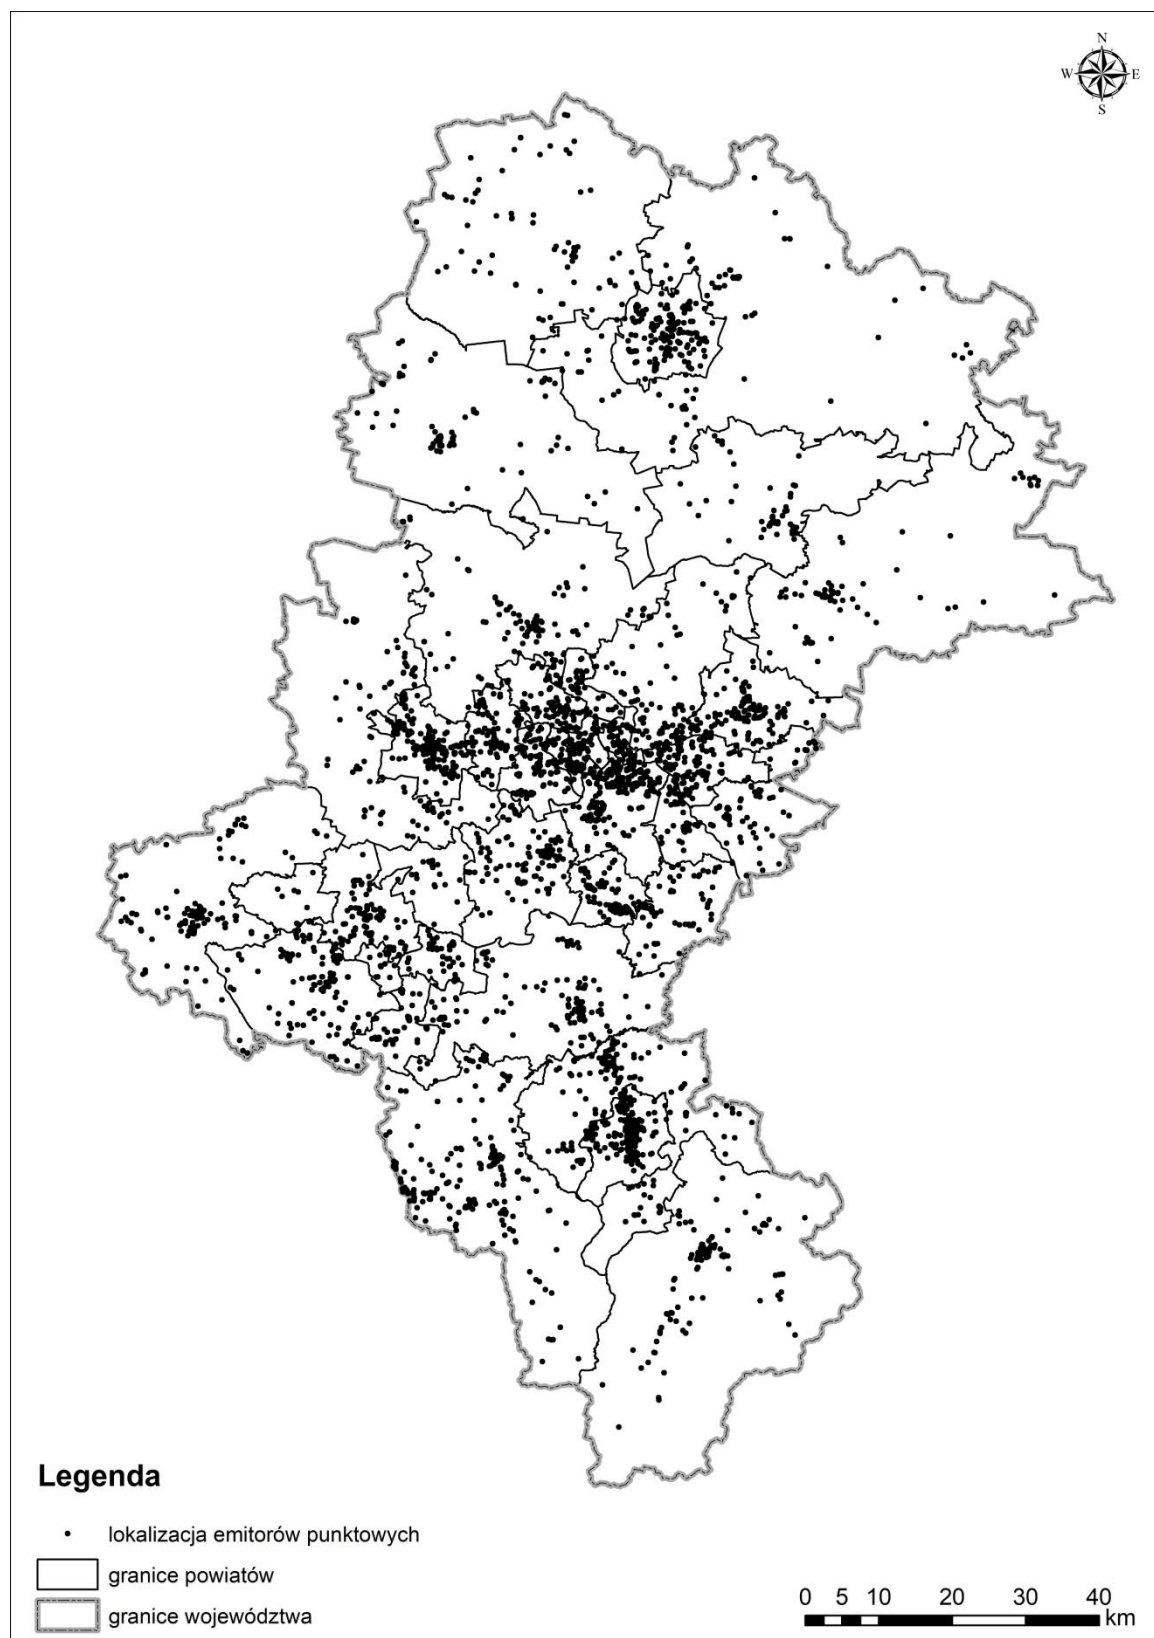 N
W E
S
Legenda
lokalizacja emitorów punktowych
granice powiatów
granice województwa
0 5 10 20 30 40
km